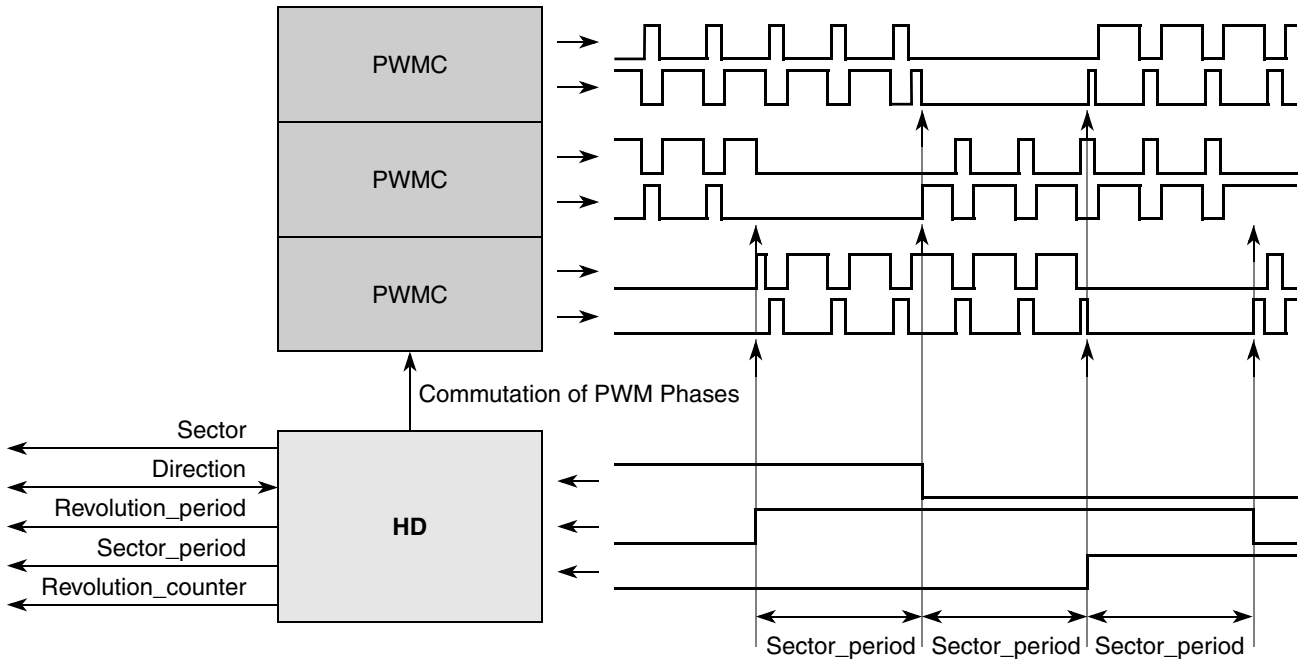 PWMC
PWMC
PWMC
Commutation of PWM Phases
Sector
Direction
Revolution_period
Sector_period
Revolution_counter
HD
Sector_period
Sector_period
Sector_period